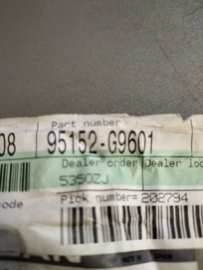 Part number
08 95152-G9601
Dealer order Dealer loc
5350ZJ
code Pick number= 202794